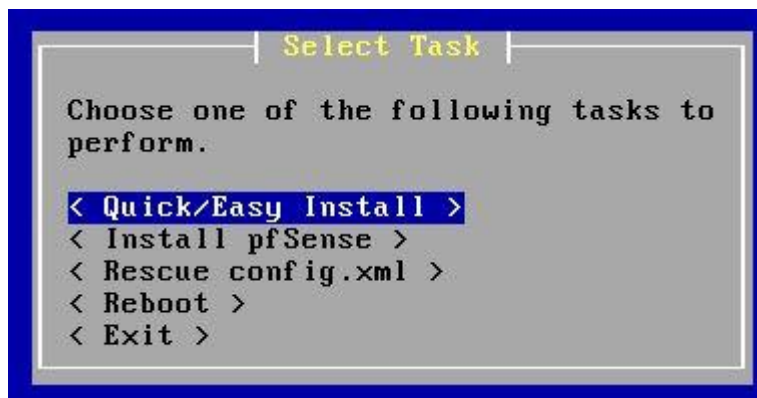 Select Task
Choose one of the following tasks to
perform.
< Quick/Easy Install >
< Install pfSense >
< Rescue config.xml >
< Reboot >
< Exit >